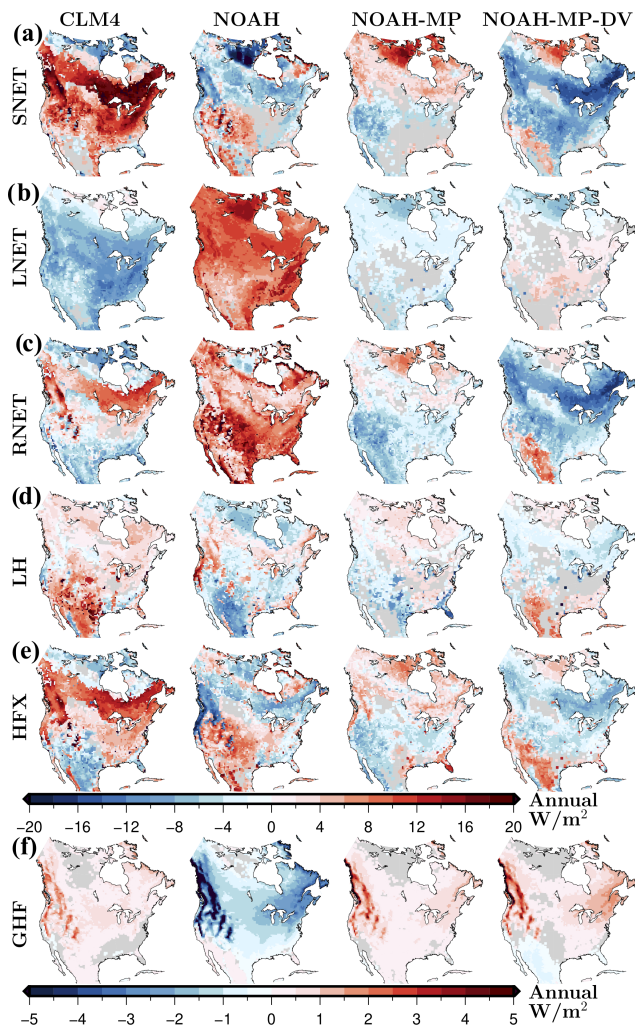 CLM4 NOAH NOAH-MP NOAH-MP-DV
(a)
SNET
(b)
LNET
(c)
RNET
(d)
LH
(e)
HFX
−20 −16 −12 −8 −4 0 4 8 12 16 20
Annual
W/m²
(f)
GHF
−5 −4 −3 −2 −1 0 1 2 3 4 5
Annual
W/m²